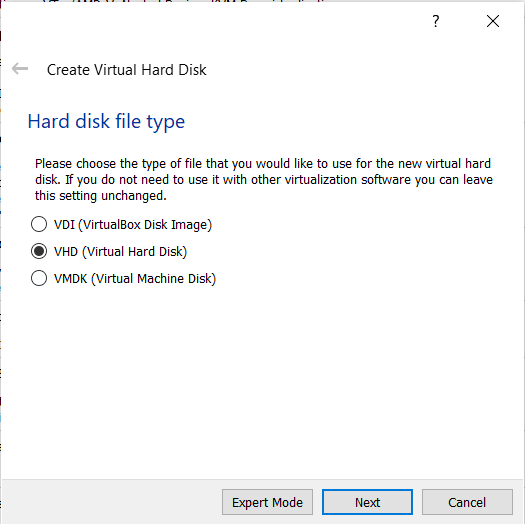 ?
Create Virtual Hard Disk
Hard disk file type
Please choose the type of file that you would like to use for the new virtual hard
disk. If you do not need to use it with other virtualization software you can leave
this setting unchanged.
VDI (VirtualBox Disk Image)
VHD (Virtual Hard Disk)
VMDK (Virtual Machine Disk)
Expert Mode Next Cancel